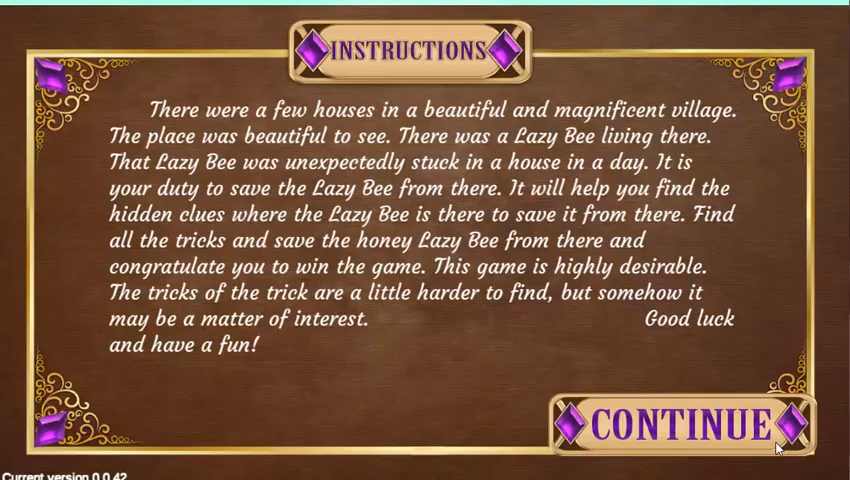 INSTRUCTIONS
There were a few houses in a beautiful and magnificent village.
The place was beautiful to see. There was a Lazy Bee living there.
That Lazy Bee was unexpectedly stuck in a house in a day. It is
your duty to save the Lazy Bee from there. It will help you find the
hidden clues where the Lazy Bee is there to save it from there. Find
all the tricks and save the honey Lazy Bee from there and
congratulate you to win the game. This game is highly desirable.
The tricks of the trick are a little harder to find, but somehow it
may be a matter of interest. Good luck
and have a fun!
CONTINUE
Current version 0.0.42